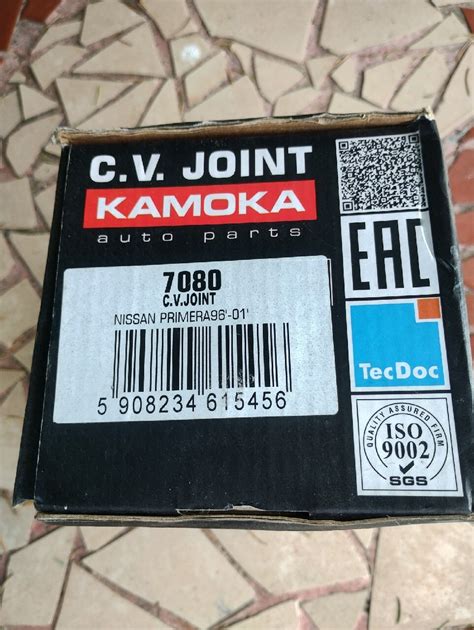 C.V. JOINT
KAMOKA
auto parts
7080
C.V.JOINT
NISSAN PRIMERA96'-01'
5 908234 615456
EAC
TecDoc
QUALITY ASSURED FIRM
ISO
9002
SGS